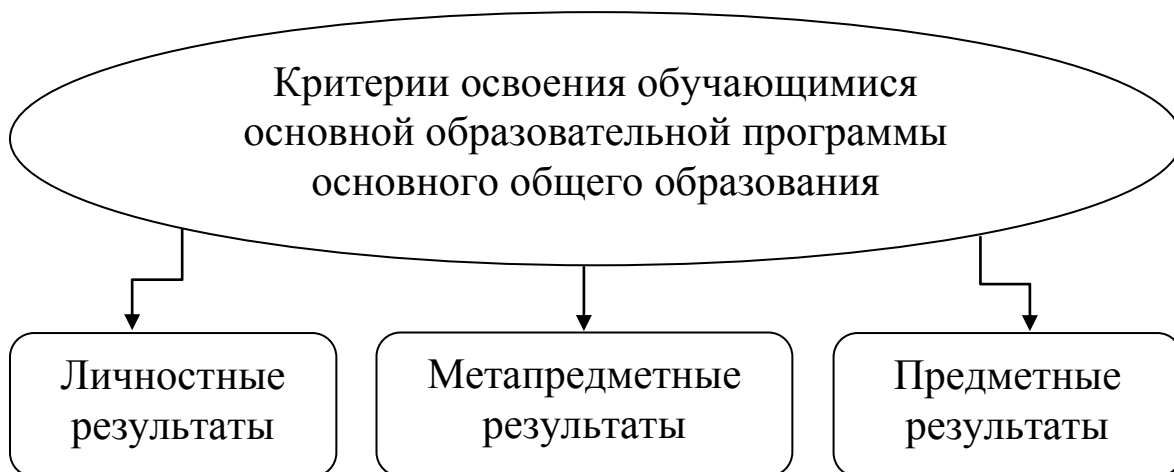 Критерии освоения обучающимися
основной образовательной программы
основного общего образования
Личностные
результаты
Метапредметные
результаты
Предметные
результаты